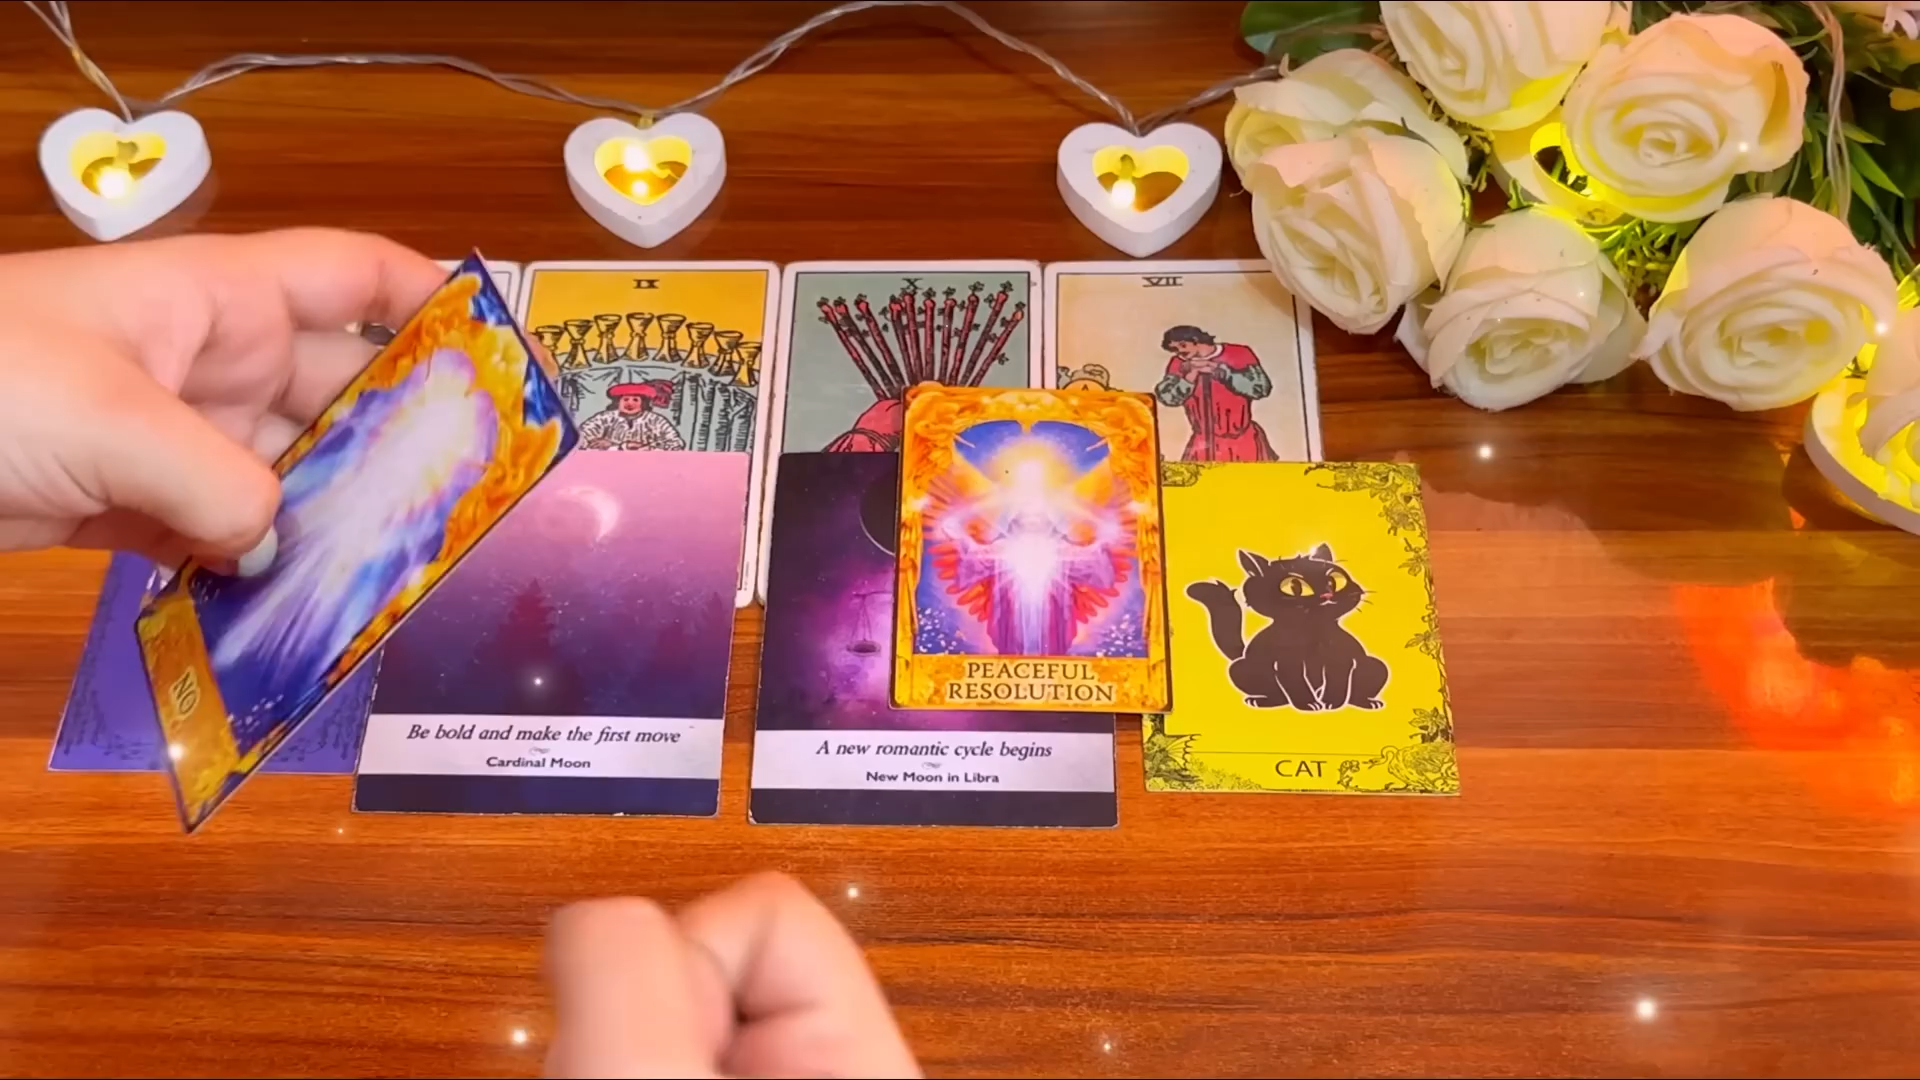 IX
X
VII
A
NO
PEACEFUL
RESOLUTION
Be bold and make the first move
Cardinal Moon
A new romantic cycle begins
New Moon in Libra
CAT